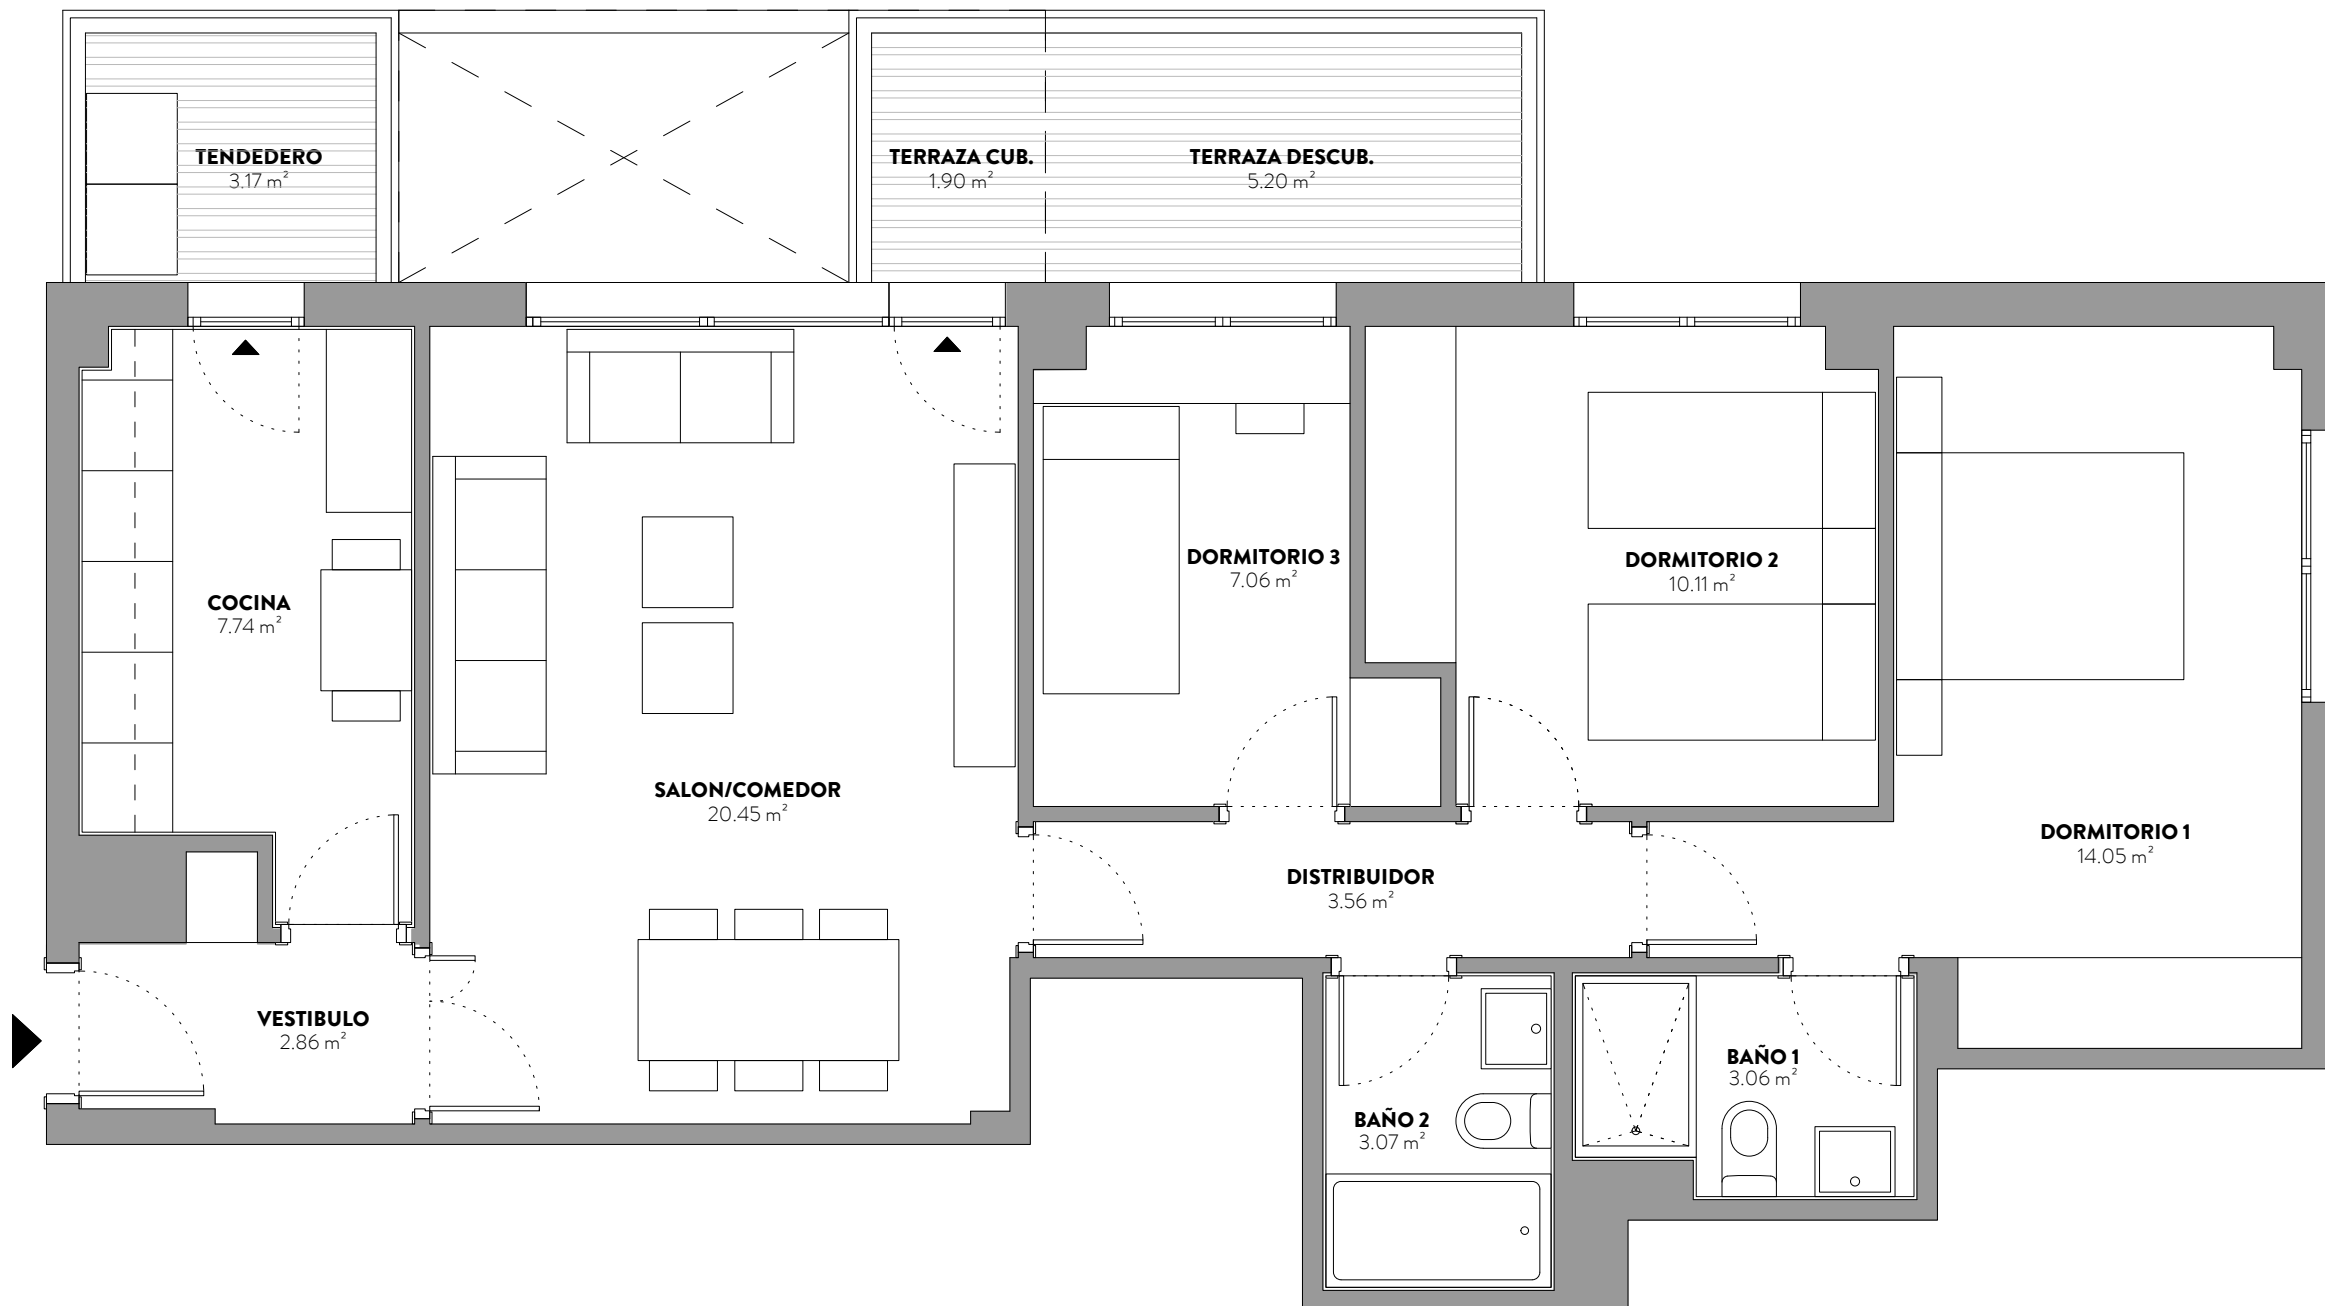 TENDEDERO
3.17 m²
TERRAZA CUB.
1.90 m²
TERRAZA DESCUB.
5.20 m²
COCINA
7.74 m²
SALON/COMEDOR
20.45 m²
DORMITORIO 3
7.06 m²
DORMITORIO 2
10.11 m²
DORMITORIO 1
14.05 m²
DISTRIBUIDOR
3.56 m²
VESTIBULO
2.86 m²
BAÑO 2
3.07 m²
BAÑO 1
3.06 m²